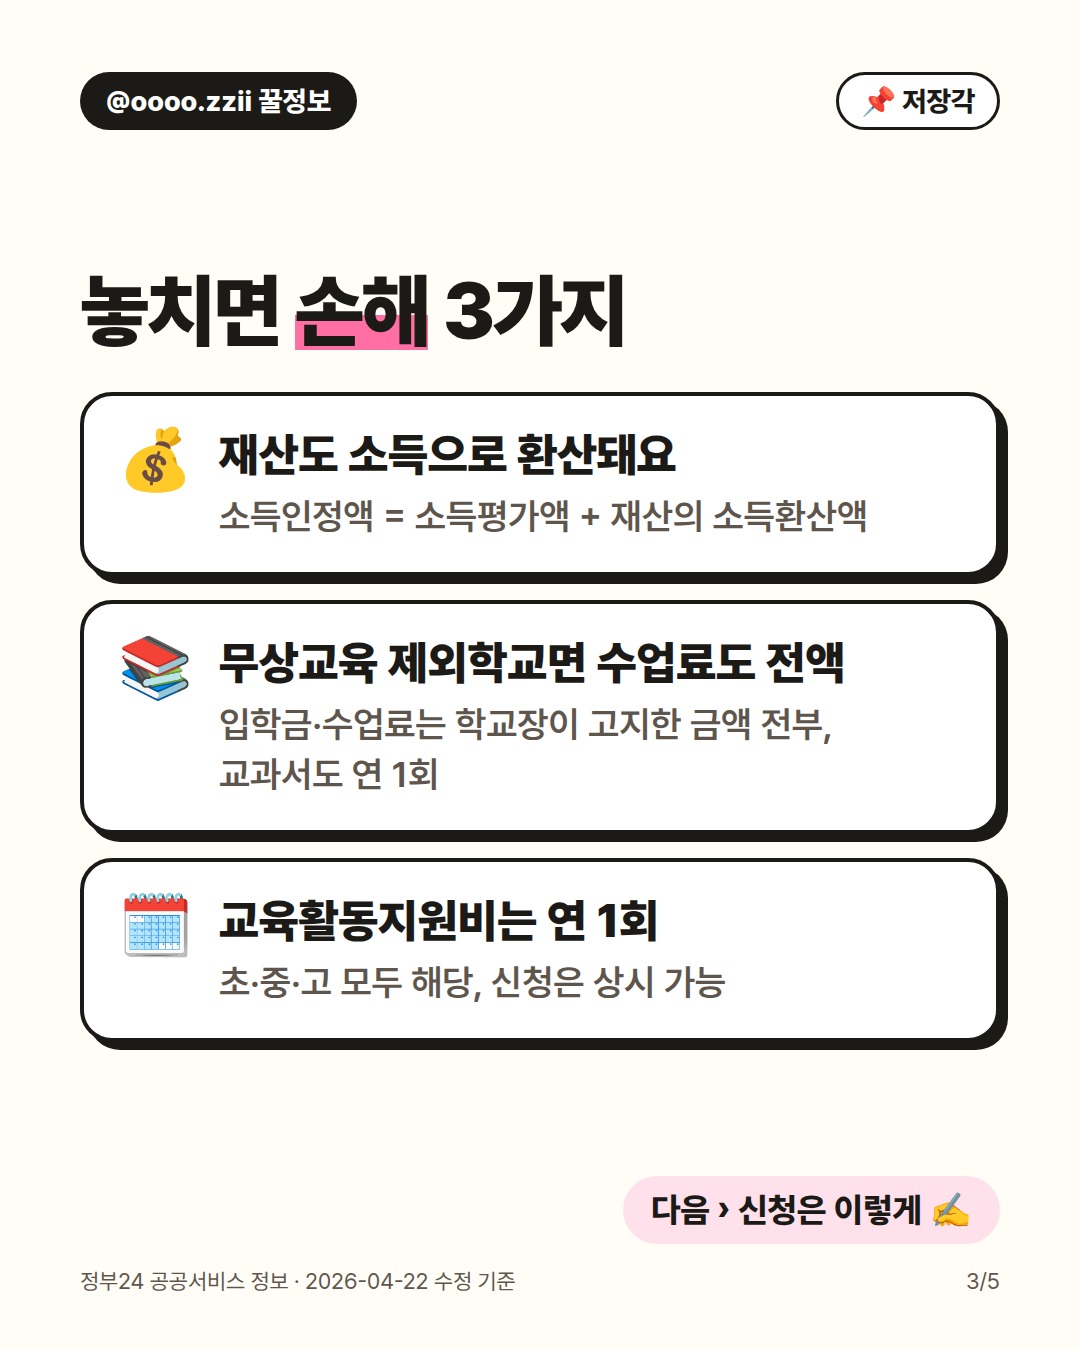 @oooo.zzii 꿀정보
📌 저장각
놓치면 손해 3가지
재산도 소득으로 환산돼요
소득인정액 = 소득평가액 + 재산의 소득환산액
무상교육 제외학교면 수업료도 전액
입학금·수업료는 학교장이 고지한 금액 전부,
교과서도 연 1회
교육활동지원비는 연 1회
초·중·고 모두 해당, 신청은 상시 가능
다음 › 신청은 이렇게 ✍️
정부24 공공서비스 정보 · 2026-04-22 수정 기준
3/5